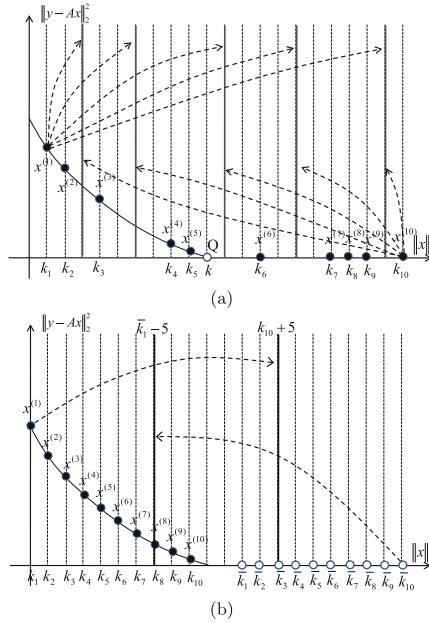 ‖y − Ax‖₂²
x⁽¹⁾
x⁽²⁾
x⁽³⁾
x⁽⁴⁾ x⁽⁵⁾ Q x⁽⁶⁾ x⁽⁷⁾ x⁽⁸⁾ x⁽⁹⁾ x⁽¹⁰⁾ ‖x‖
k₁ k₂ k₃ k₄ k₅ k k₆ k₇ k₈ k₉ k₁₀
(a)
‖y − Ax‖₂² k̅₁−5 k₁₀+5
x⁽¹⁾
x⁽²⁾
x⁽³⁾
x⁽⁴⁾
x⁽⁵⁾
x⁽⁶⁾
x⁽⁷⁾
x⁽⁸⁾
x⁽⁹⁾
x⁽¹⁰⁾ ‖x‖
k₁ k₂ k₃ k₄ k₅ k₆ k₇ k₈ k₉ k₁₀ k̅₁ k̅₂ k̅₃ k̅₄ k̅₅ k̅₆ k̅₇ k̅₈ k̅₉ k̅₁₀
(b)